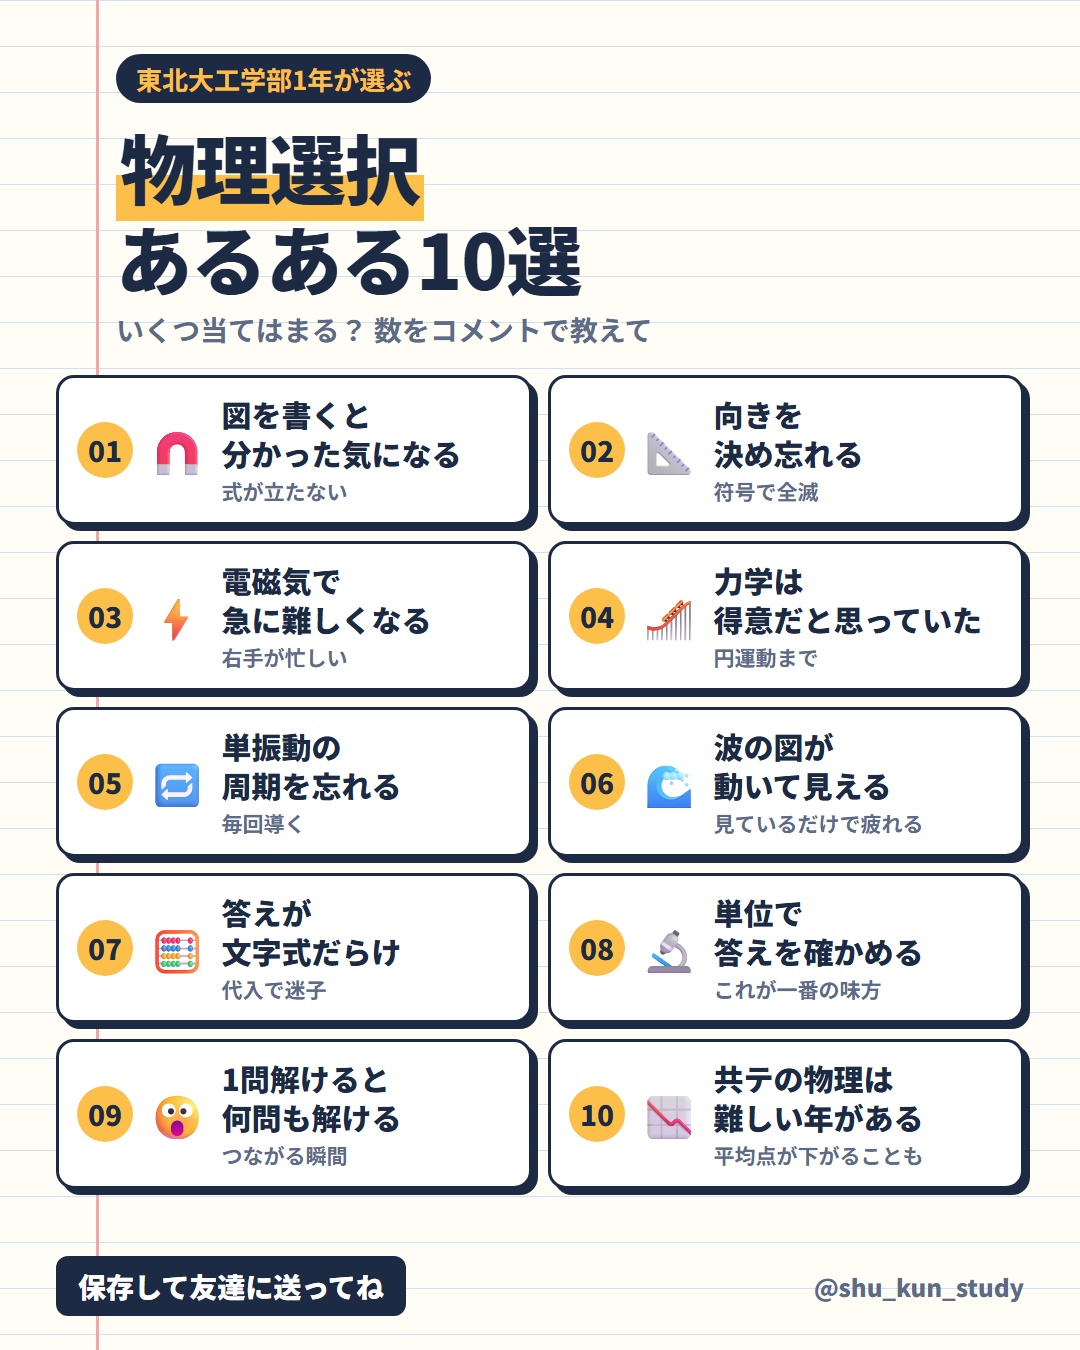 東北大工学部1年が選ぶ
物理選択
あるある10選
いくつ当てはまる？ 数をコメントで教えて
01
図を書くと
分かった気になる
式が立たない
02
向きを
決め忘れる
符号で全滅
03
電磁気で
急に難しくなる
右手が忙しい
04
力学は
得意だと思っていた
円運動まで
05
単振動の
周期を忘れる
毎回導く
06
波の図が
動いて見える
見ているだけで疲れる
07
答えが
文字式だらけ
代入で迷子
08
単位で
答えを確かめる
これが一番の味方
09
1問解けると
何問も解ける
つながる瞬間
10
共テの物理は
難しい年がある
平均点が下がることも
保存して友達に送ってね
@shu_kun_study